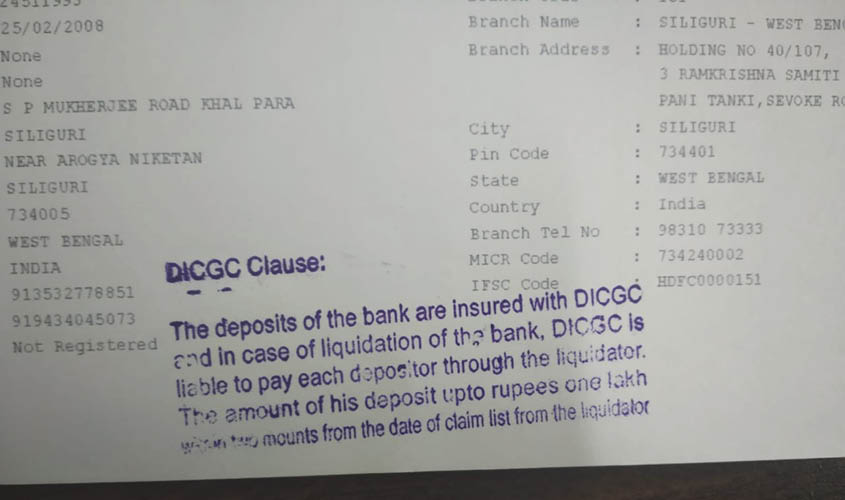 24511993
25/02/2008
None
None
S P MUKHERJEE ROAD KHAL PARA
SILIGURI
NEAR AROGYA NIKETAN
SILIGURI
734005
WEST BENGAL
INDIA
913532778851
919434045073
Not Registered
Branch Name : SILIGURI - WEST BEN
Branch Address : HOLDING NO 40/107,
3 RAMKRISHNA SAMITI
PANI TANKI,SEVOKE RO
City : SILIGURI
Pin Code : 734401
State : WEST BENGAL
Country : India
Branch Tel No : 98310 73333
MICR Code : 734240002
IFSC Code : HDFC0000151
DICGC Clause:
The deposits of the bank are insured with DICGC
and in case of liquidation of the bank, DICGC is
liable to pay each depositor through the liquidator.
The amount of his deposit upto rupees one lakh
within two mounts from the date of claim list from the liquidator